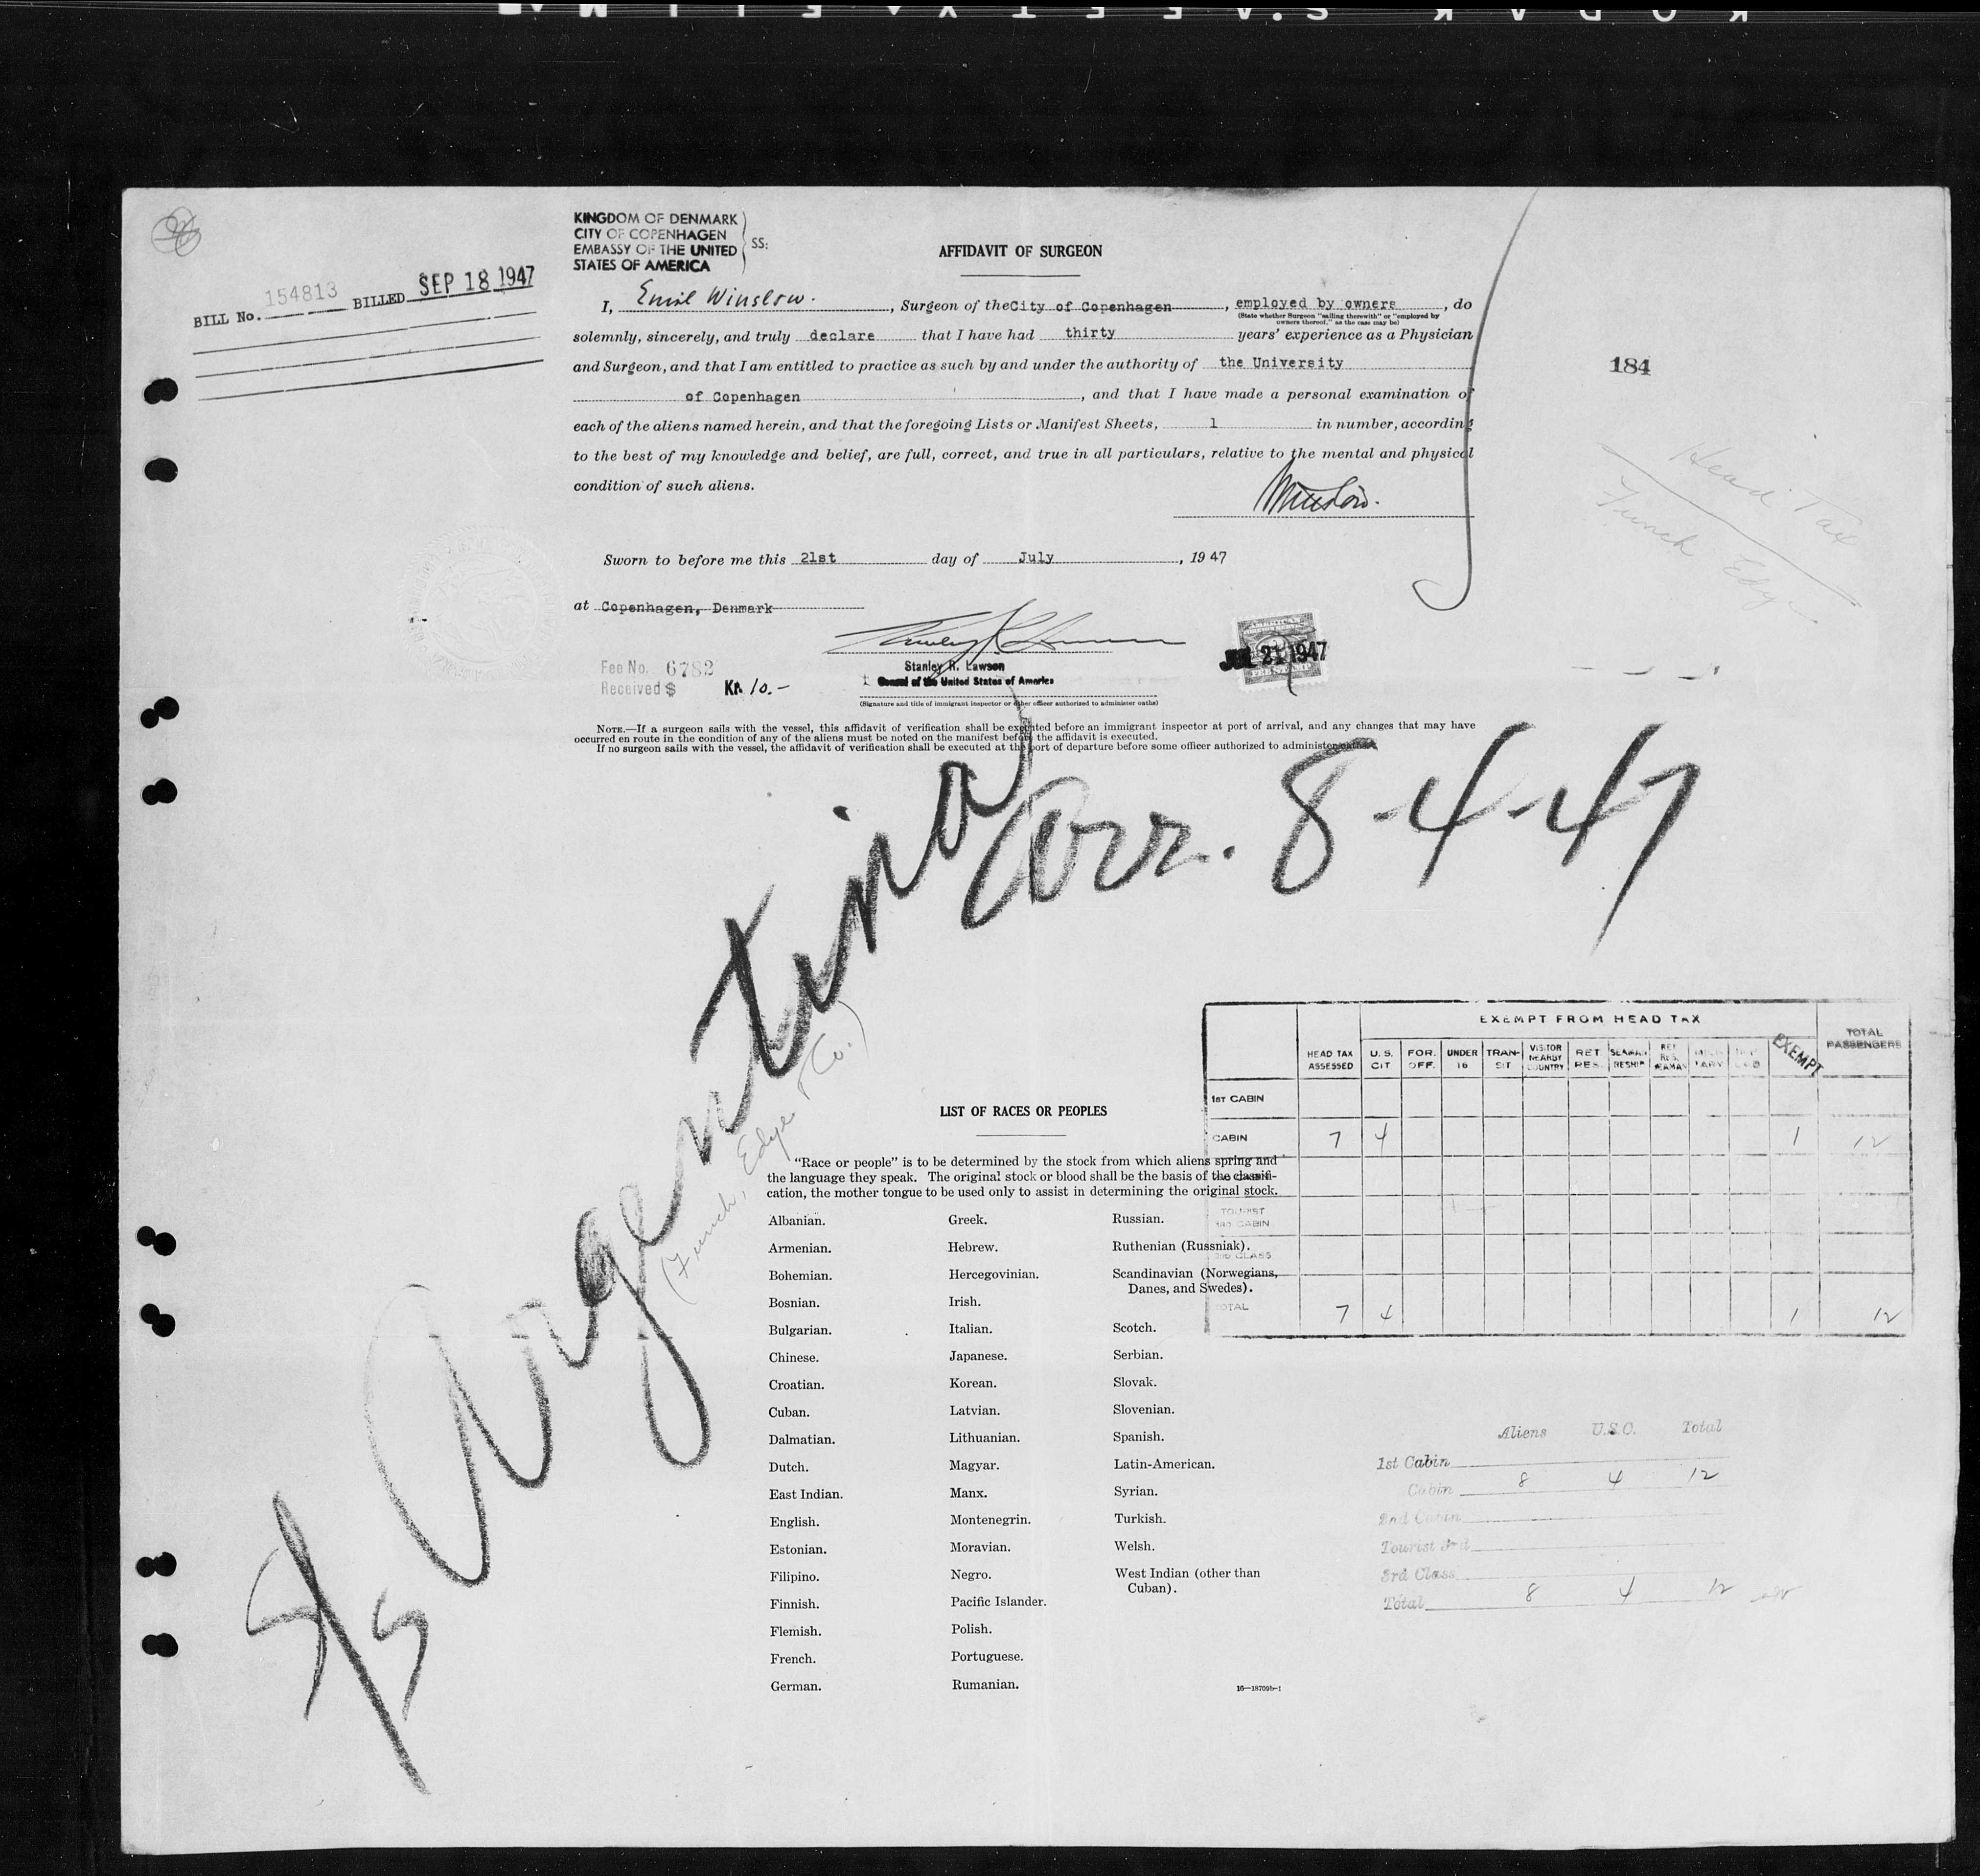 KODAK SAFETY FILM
KINGDOM OF DENMARK
CITY OF COPENHAGEN
EMBASSY OF THE UNITED
STATES OF AMERICA
SS:
AFFIDAVIT OF SURGEON
BILL No. 154813 BILLED SEP 18 1947
I, Emil Winslow. , Surgeon of the City of Copenhagen , employed by owners , do
(State whether Surgeon "sailing therewith" or "employed by
owners thereof," as the case may be)
solemnly, sincerely, and truly declare that I have had thirty years' experience as a Physician
and Surgeon, and that I am entitled to practice as such by and under the authority of the University
of Copenhagen , and that I have made a personal examination of
each of the aliens named herein, and that the foregoing Lists or Manifest Sheets, 1 in number, according
to the best of my knowledge and belief, are full, correct, and true in all particulars, relative to the mental and physical
condition of such aliens.
Winslow.
184
Head Tax
Funch Edye
Sworn to before me this 21st day of July , 1947
at Copenhagen, Denmark
Fee No. 6782
Received $ Kr. 10.-
Stanley R. Lawson
Consul of the United States of America
(Signature and title of immigrant inspector or other officer authorized to administer oaths)
JUL 21 1947
NOTE.—If a surgeon sails with the vessel, this affidavit of verification shall be executed before an immigrant inspector at port of arrival, and any changes that may have
occurred en route in the condition of any of the aliens must be noted on the manifest before the affidavit is executed.
If no surgeon sails with the vessel, the affidavit of verification shall be executed at the port of departure before some officer authorized to administer oaths.
S/S Argentina
Arr. 8-4-47
(Funch, Edye & Co.)
EXEMPT FROM HEAD TAX
HEAD TAX ASSESSED U.S. CIT FOR. OFF. UNDER 16 TRANSIT VISITOR NEARBY COUNTRY RET RES. EXEMPT TOTAL PASSENGERS
1ST CABIN
CABIN 7 4 1 12
TOURIST
3RD CABIN
3RD CLASS
TOTAL 7 4 1 12
LIST OF RACES OR PEOPLES
"Race or people" is to be determined by the stock from which aliens spring and
the language they speak. The original stock or blood shall be the basis of the classifi-
cation, the mother tongue to be used only to assist in determining the original stock.
Albanian.
Armenian.
Bohemian.
Bosnian.
Bulgarian.
Chinese.
Croatian.
Cuban.
Dalmatian.
Dutch.
East Indian.
English.
Estonian.
Filipino.
Finnish.
Flemish.
French.
German.
Greek.
Hebrew.
Hercegovinian.
Irish.
Italian.
Japanese.
Korean.
Latvian.
Lithuanian.
Magyar.
Manx.
Montenegrin.
Moravian.
Negro.
Pacific Islander.
Polish.
Portuguese.
Rumanian.
Russian.
Ruthenian (Russniak).
Scandinavian (Norwegians,
Danes, and Swedes).
Scotch.
Serbian.
Slovak.
Slovenian.
Spanish.
Latin-American.
Syrian.
Turkish.
Welsh.
West Indian (other than
Cuban).
16—18709b-1
Aliens U.S.C. Total
1st Cabin
Cabin 8 4 12
2nd Cabin
Tourist 3rd
3rd Class
Total 8 4 12